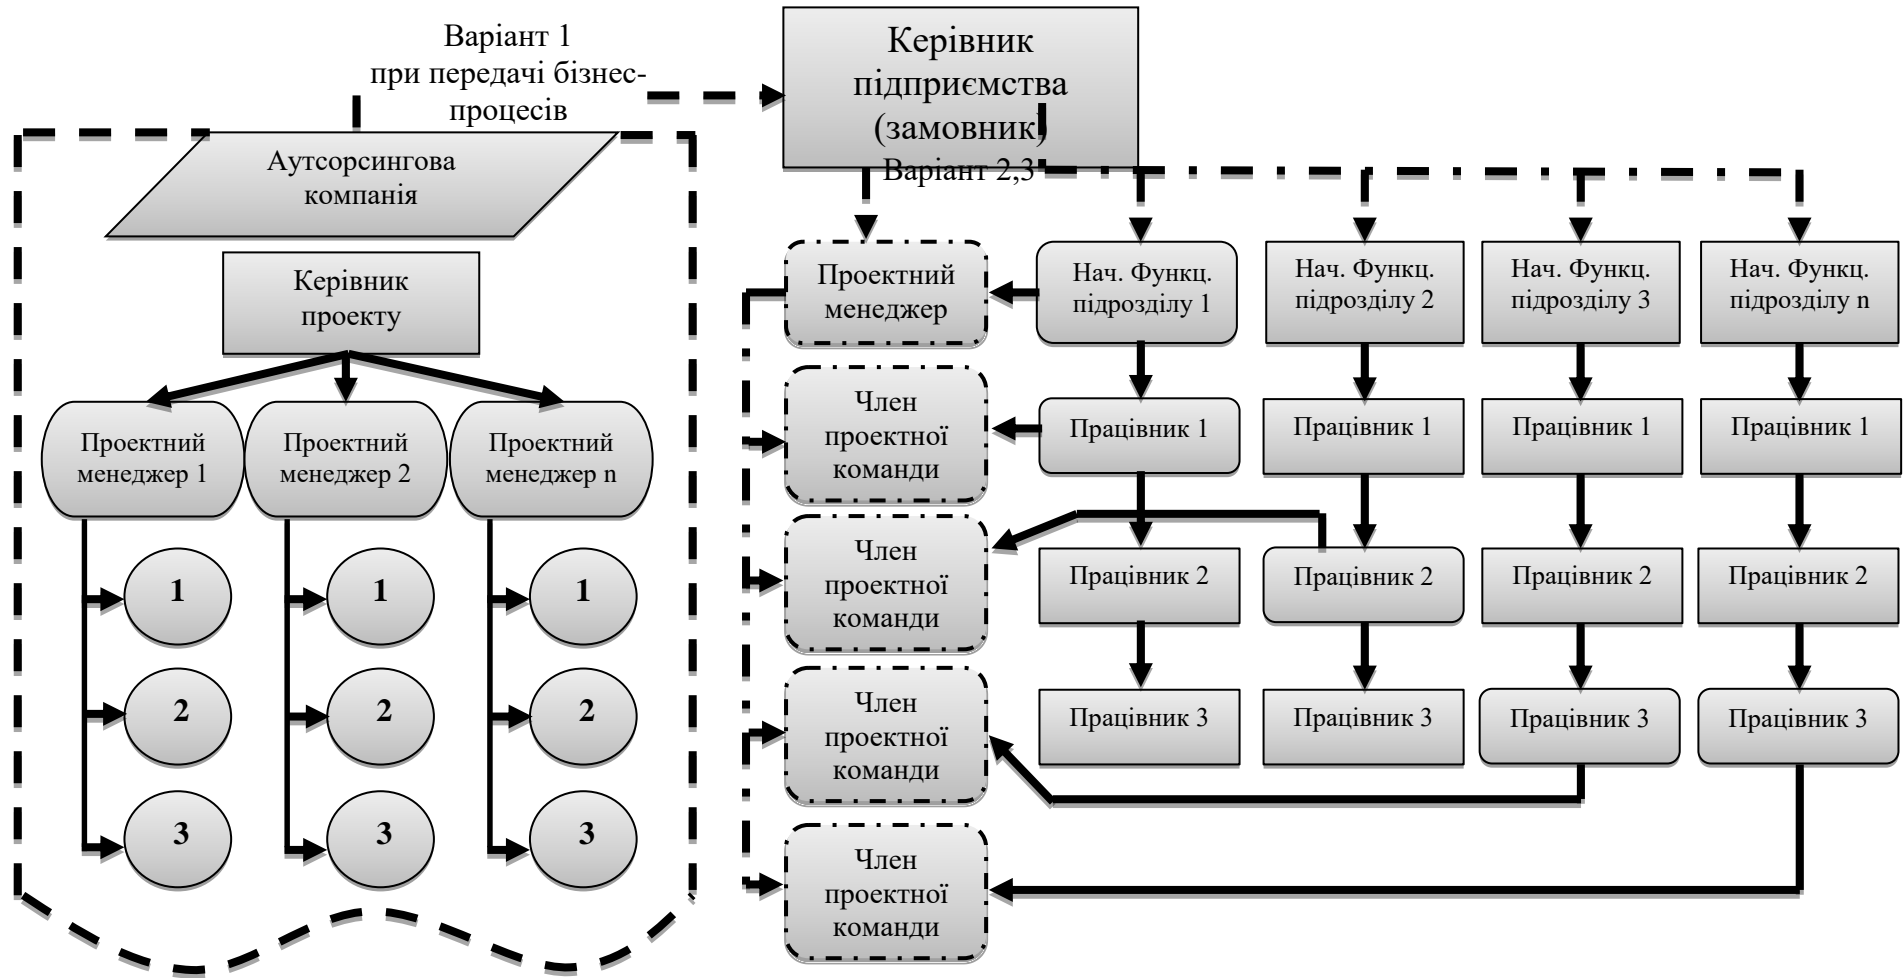 Варіант 1
при передачі бізнес-
процесів
Керівник
підприємства
(замовник)
Варіант 2,3
Аутсорсингова
компанія
Керівник
проекту
Проектний
менеджер 1
Проектний
менеджер 2
Проектний
менеджер n
1
1
1
2
2
2
3
3
3
Проектний
менеджер
Нач. Функц.
підрозділу 1
Нач. Функц.
підрозділу 2
Нач. Функц.
підрозділу 3
Нач. Функц.
підрозділу n
Член
проектної
команди
Працівник 1
Працівник 1
Працівник 1
Працівник 1
Член
проектної
команди
Працівник 2
Працівник 2
Працівник 2
Працівник 2
Член
проектної
команди
Працівник 3
Працівник 3
Працівник 3
Працівник 3
Член
проектної
команди